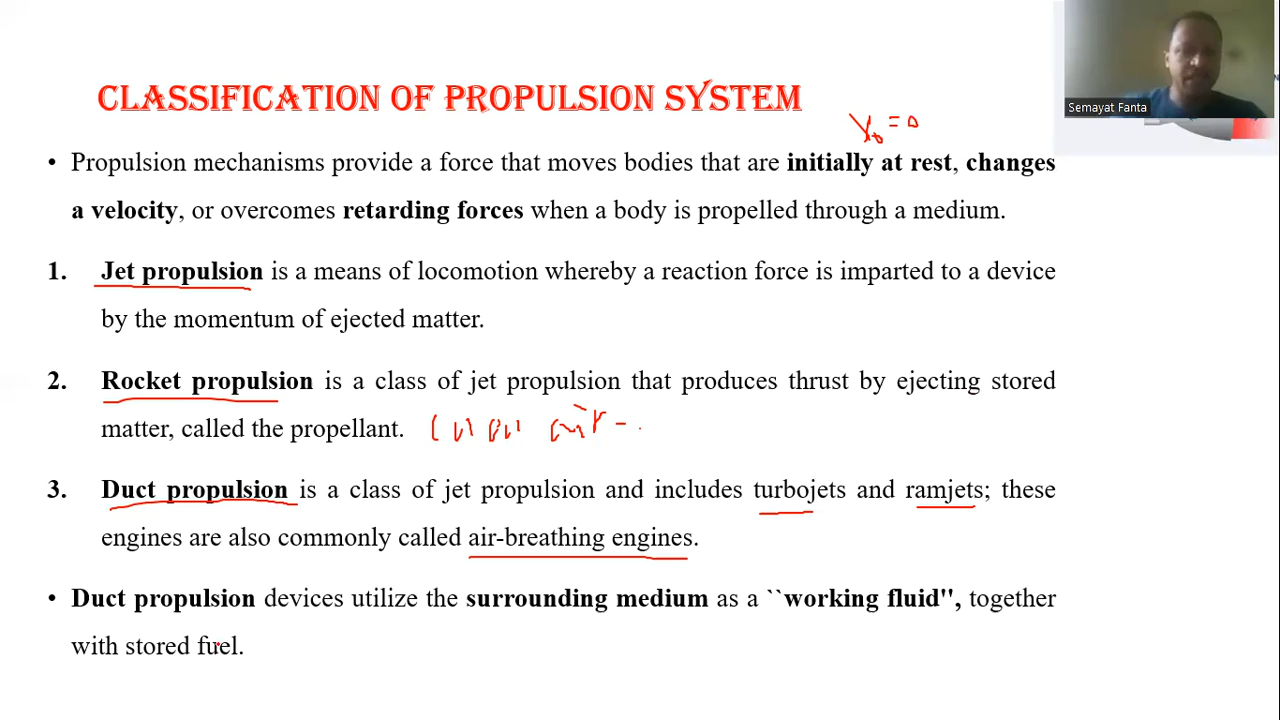 Semayat Fanta
CLASSIFICATION OF PROPULSION SYSTEM
V₀ = 0
• Propulsion mechanisms provide a force that moves bodies that are initially at rest, changes
a velocity, or overcomes retarding forces when a body is propelled through a medium.
1. Jet propulsion is a means of locomotion whereby a reaction force is imparted to a device
by the momentum of ejected matter.
2. Rocket propulsion is a class of jet propulsion that produces thrust by ejecting stored
matter, called the propellant.
3. Duct propulsion is a class of jet propulsion and includes turbojets and ramjets; these
engines are also commonly called air-breathing engines.
• Duct propulsion devices utilize the surrounding medium as a ``working fluid'', together
with stored fuel.